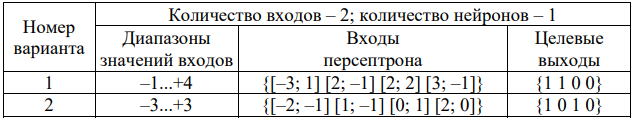 Номер варианта
Количество входов – 2; количество нейронов – 1
Диапазоны значений входов
Входы персептрона
Целевые выходы
1 –1...+4 {[–3; 1] [2; –1] [2; 2] [3; –1]} {1 1 0 0}
2 –3...+3 {[–2; –1] [1; –1] [0; 1] [2; 0]} {1 0 1 0}